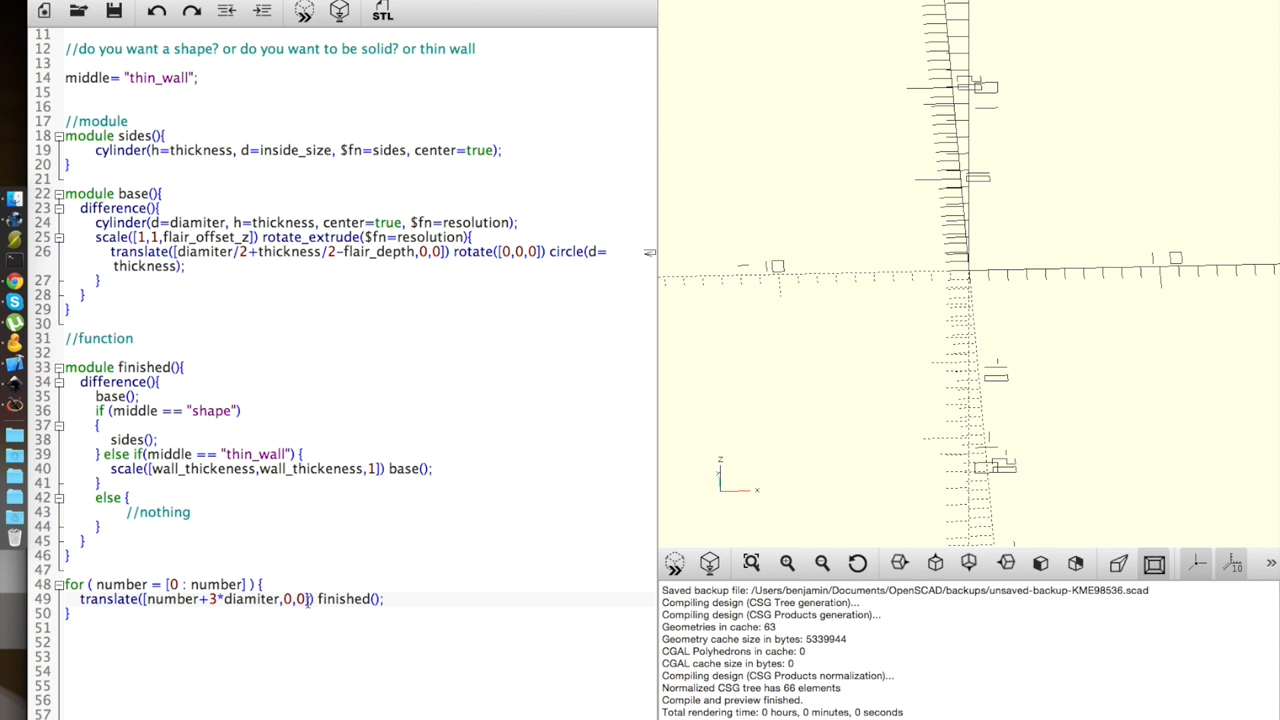 STL
11
12 //do you want a shape? or do you want to be solid? or thin wall
13
14 middle= "thin_wall";
15
16
17 //module
18 module sides(){
19 cylinder(h=thickness, d=inside_size, $fn=sides, center=true);
20 }
21
22 module base(){
23 difference(){
24 cylinder(d=diamiter, h=thickness, center=true, $fn=resolution);
25 scale([1,1,flair_offset_z]) rotate_extrude($fn=resolution){
26 translate([diamiter/2+thickness/2-flair_depth,0,0]) rotate([0,0,0]) circle(d=
thickness);
27 }
28 }
29 }
30
31 //function
32
33 module finished(){
34 difference(){
35 base();
36 if (middle == "shape")
37 {
38 sides();
39 } else if(middle == "thin_wall") {
40 scale([wall_thickeness,wall_thickeness,1]) base();
41 }
42 else {
43 //nothing
44 }
45 }
46 }
47
48 for ( number = [0 : number] ) {
49 translate([number+3*diamiter,0,0]) finished();
50 }
51
52
53
54
55
56
57
z
x
10
»
Saved backup file: /Users/benjamin/Documents/OpenSCAD/backups/unsaved-backup-KME98536.scad
Compiling design (CSG Tree generation)...
Compiling design (CSG Products generation)...
Geometries in cache: 63
Geometry cache size in bytes: 5339944
CGAL Polyhedrons in cache: 0
CGAL cache size in bytes: 0
Compiling design (CSG Products normalization)...
Normalized CSG tree has 66 elements
Compile and preview finished.
Total rendering time: 0 hours, 0 minutes, 0 seconds